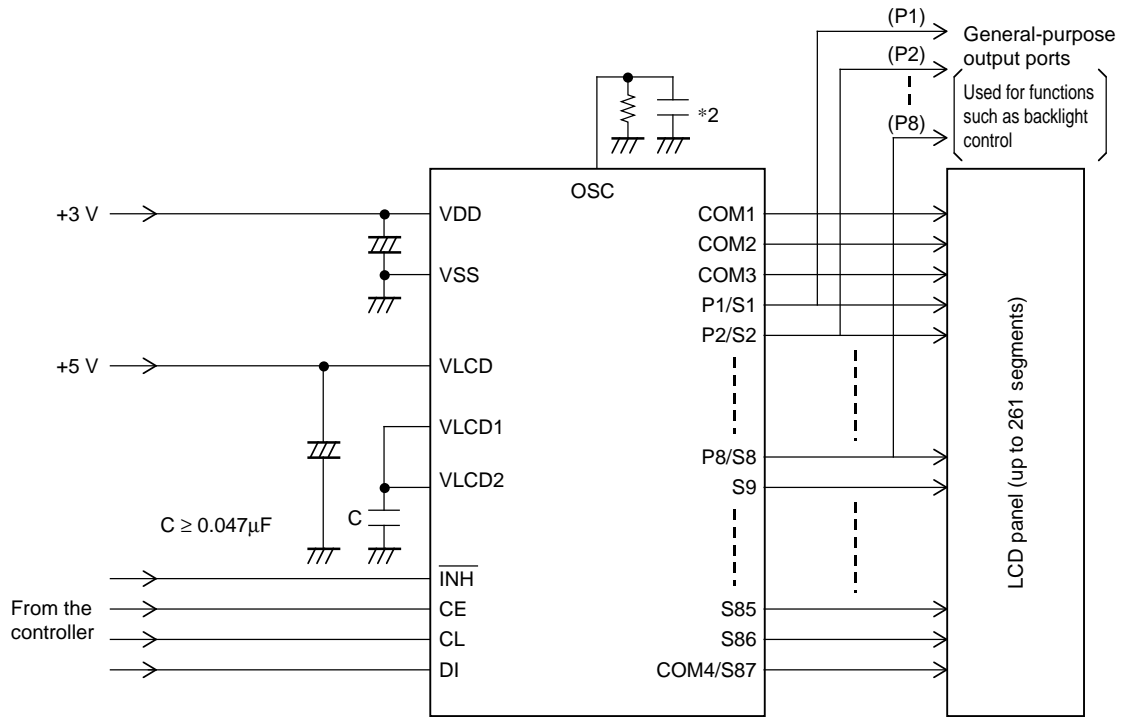 (P1)
General-purpose
output ports
(P2)
Used for functions
such as backlight
control
(P8)
*2
OSC
+3 V
VDD
COM1
COM2
VSS
COM3
P1/S1
P2/S2
+5 V
VLCD
VLCD1
P8/S8
VLCD2
S9
C ≥ 0.047μF
C
LCD panel (up to 261 segments)
INH
From the
controller
CE
S85
CL
S86
DI
COM4/S87